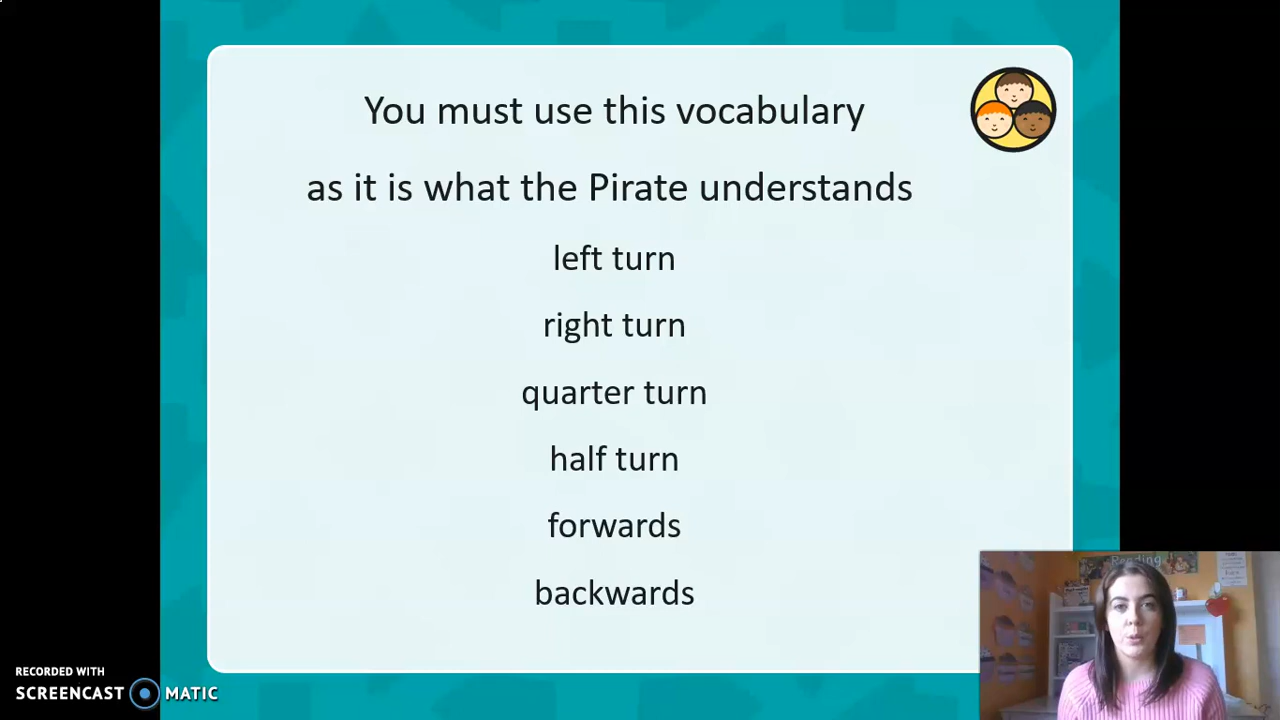 You must use this vocabulary
as it is what the Pirate understands
left turn
right turn
quarter turn
half turn
forwards
backwards
Reading
RECORDED WITH
SCREENCAST MATIC